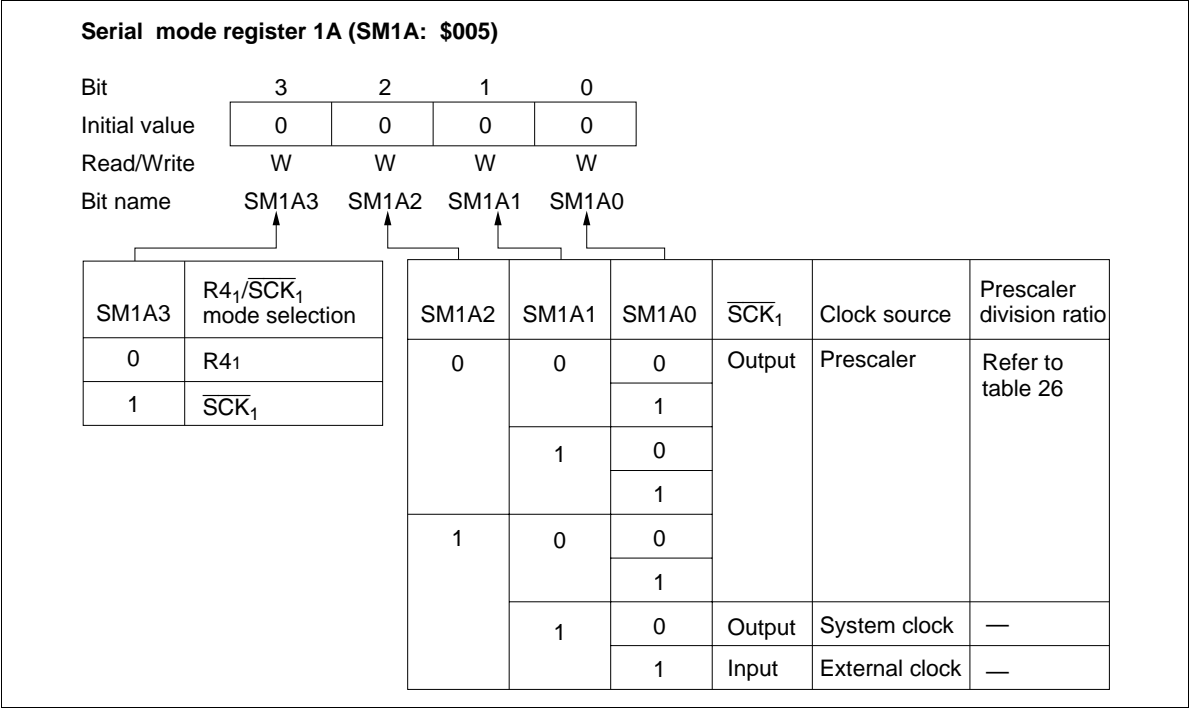 Serial mode register 1A (SM1A: $005)
Bit 3 2 1 0
Initial value 0 0 0 0
Read/Write W W W W
Bit name SM1A3 SM1A2 SM1A1 SM1A0
SM1A3 R4₁/S̅C̅K̅₁
mode selection
0 R4₁
1 S̅C̅K̅₁
SM1A2 SM1A1 SM1A0 S̅C̅K̅₁ Clock source Prescaler
division ratio
0 0 0 Output Prescaler Refer to
table 26
1
1 0
1
1 0 0
1
1 0 Output System clock —
1 Input External clock —